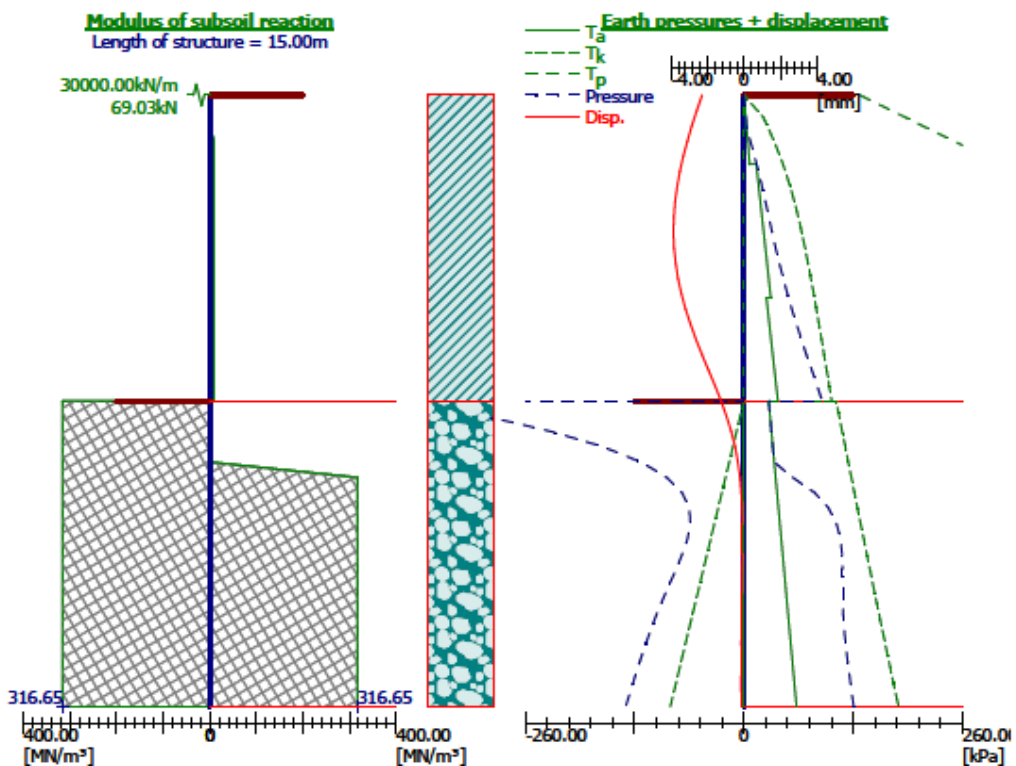 Modulus of subsoil reaction
Length of structure = 15.00m
30000.00kN/m
69.03kN
316.65
316.65
400.00
0
400.00
[MN/m³]
[MN/m³]
Earth pressures + displacement
Ta
Tk
Tp
Pressure
Disp.
-4.00
0
4.00
[mm]
-260.00
0
260.00
[kPa]